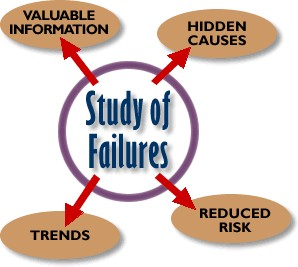 VALUABLE
INFORMATION
HIDDEN
CAUSES
Study of
Failures
TRENDS
REDUCED
RISK